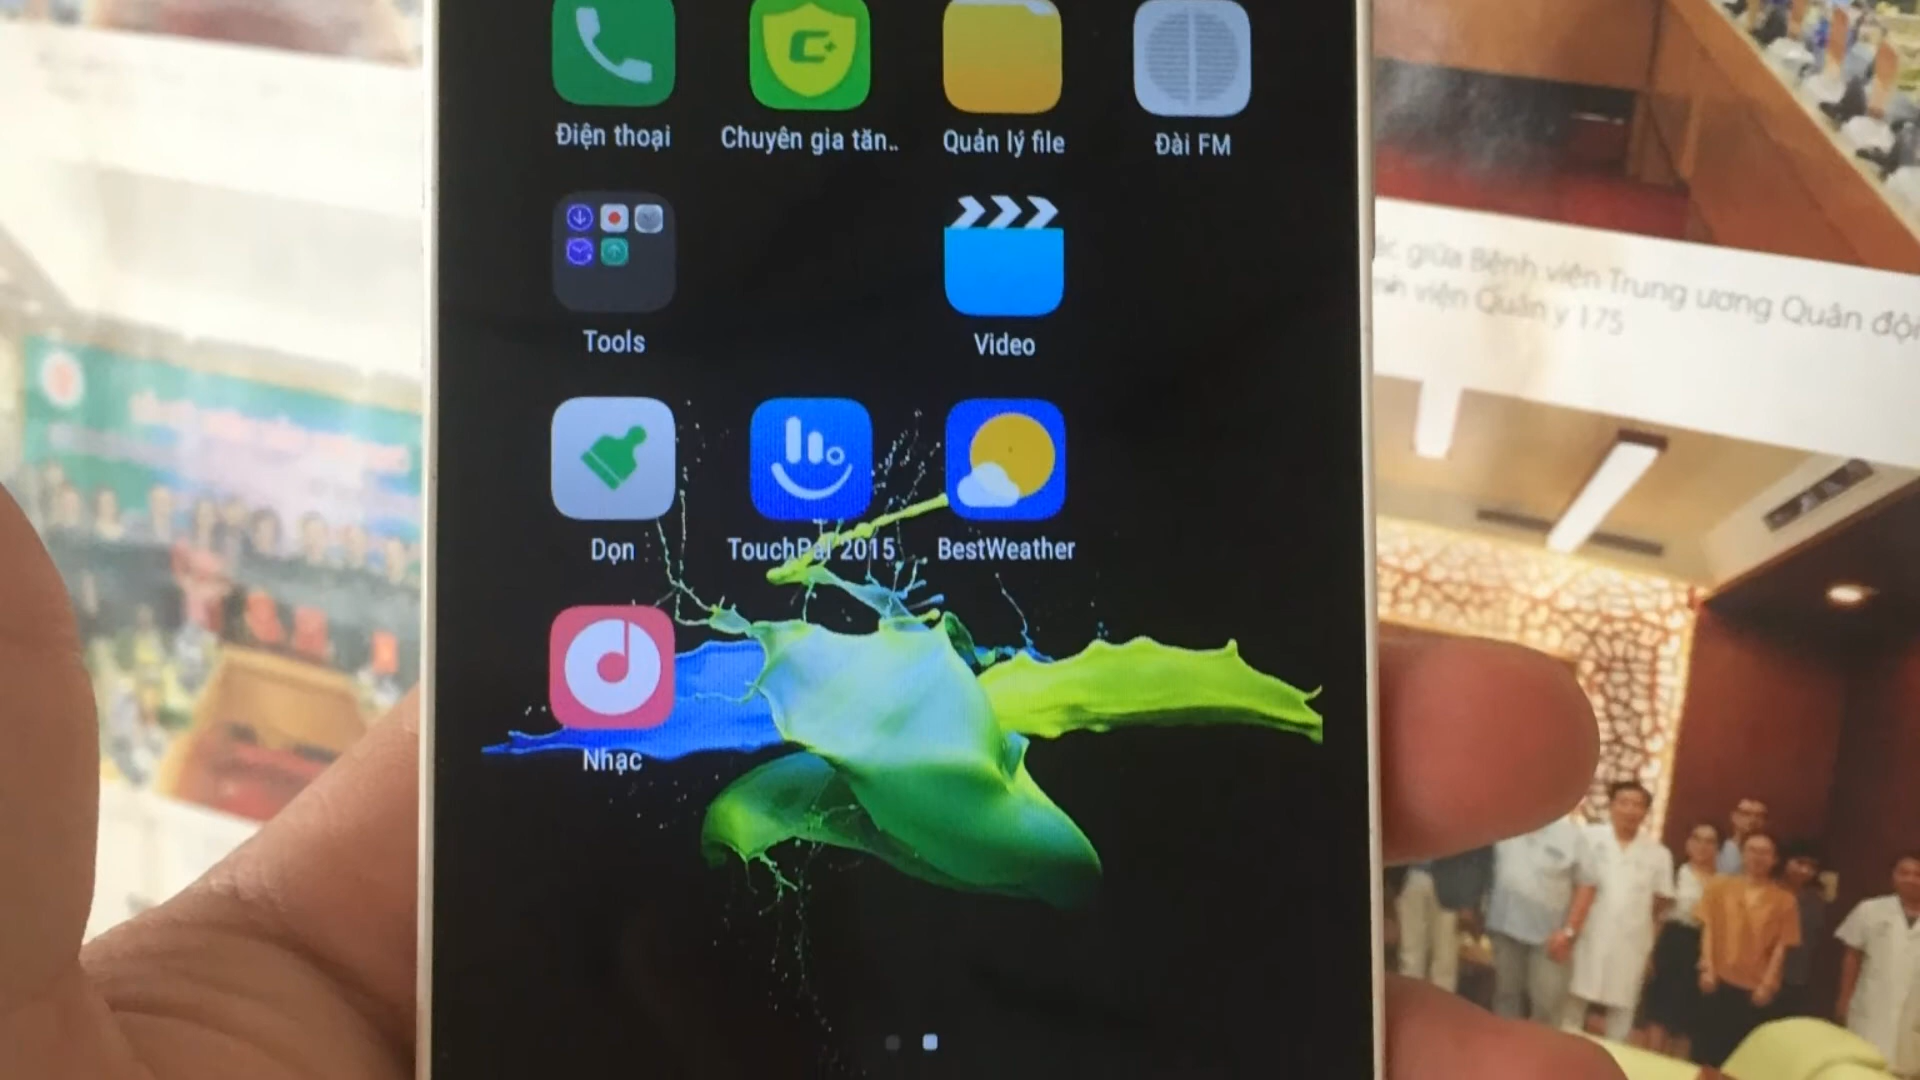 Điện thoại
Chuyên gia tăn..
Quản lý file
Đài FM
Tools
Video
Dọn
TouchPal 2015
BestWeather
Nhạc
giữa Bệnh viện Trung ương Quân đội
viện Quân y 175